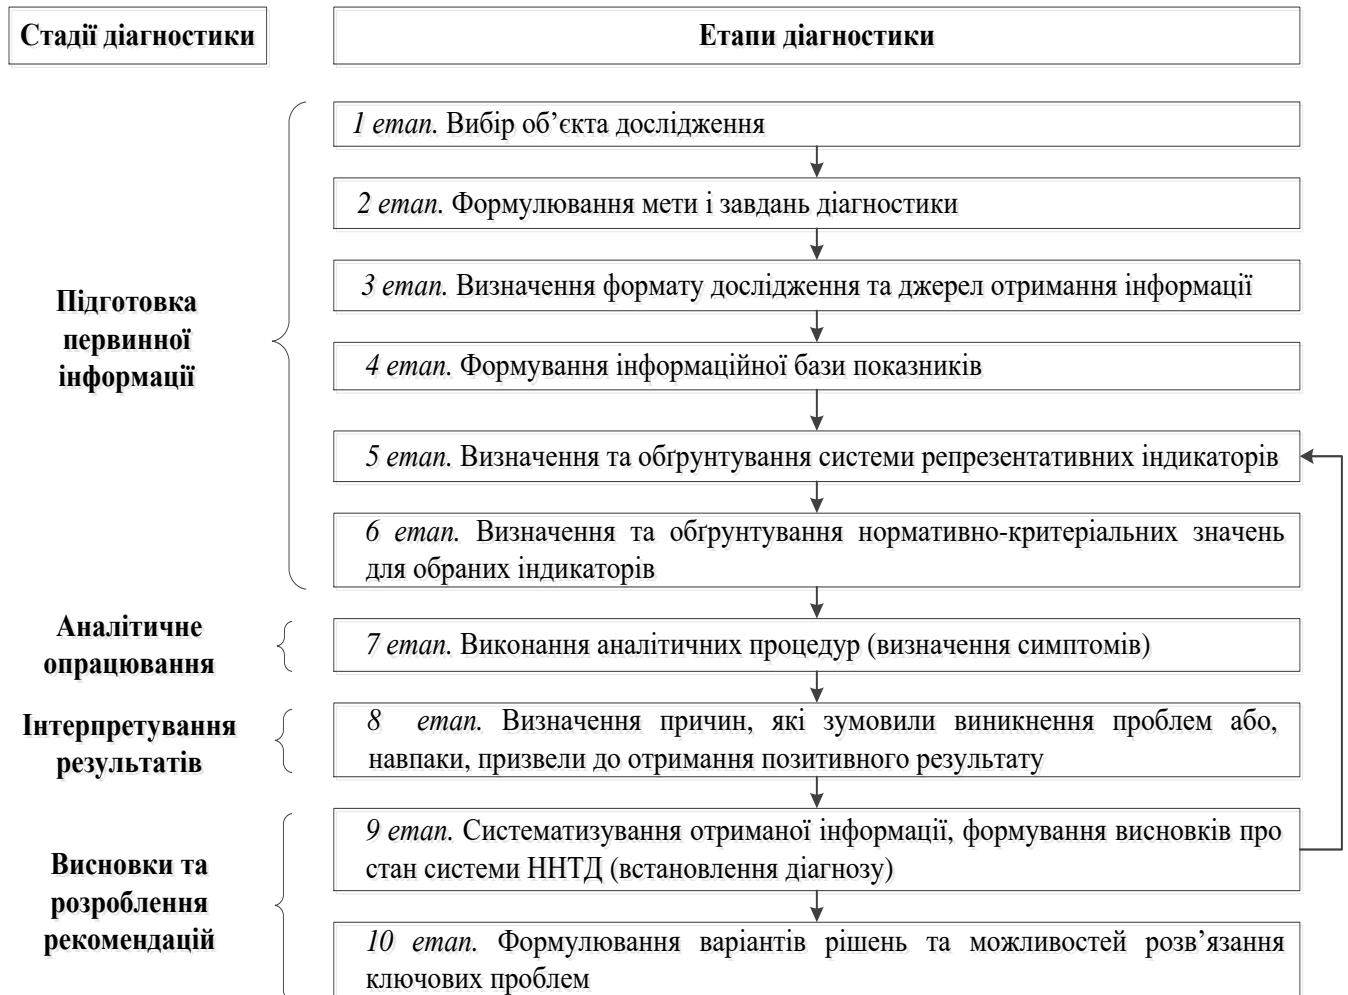 Стадії діагностики
Етапи діагностики
Підготовка
первинної
інформації
1 етап. Вибір об’єкта дослідження
2 етап. Формулювання мети і завдань діагностики
3 етап. Визначення формату дослідження та джерел отримання інформації
4 етап. Формування інформаційної бази показників
5 етап. Визначення та обґрунтування системи репрезентативних індикаторів
6 етап. Визначення та обґрунтування нормативно-критеріальних значень
для обраних індикаторів
Аналітичне
опрацювання
7 етап. Виконання аналітичних процедур (визначення симптомів)
Інтерпретування
результатів
8 етап. Визначення причин, які зумовили виникнення проблем або,
навпаки, призвели до отримання позитивного результату
Висновки та
розроблення
рекомендацій
9 етап. Систематизування отриманої інформації, формування висновків про
стан системи ННТД (встановлення діагнозу)
10 етап. Формулювання варіантів рішень та можливостей розв’язання
ключових проблем